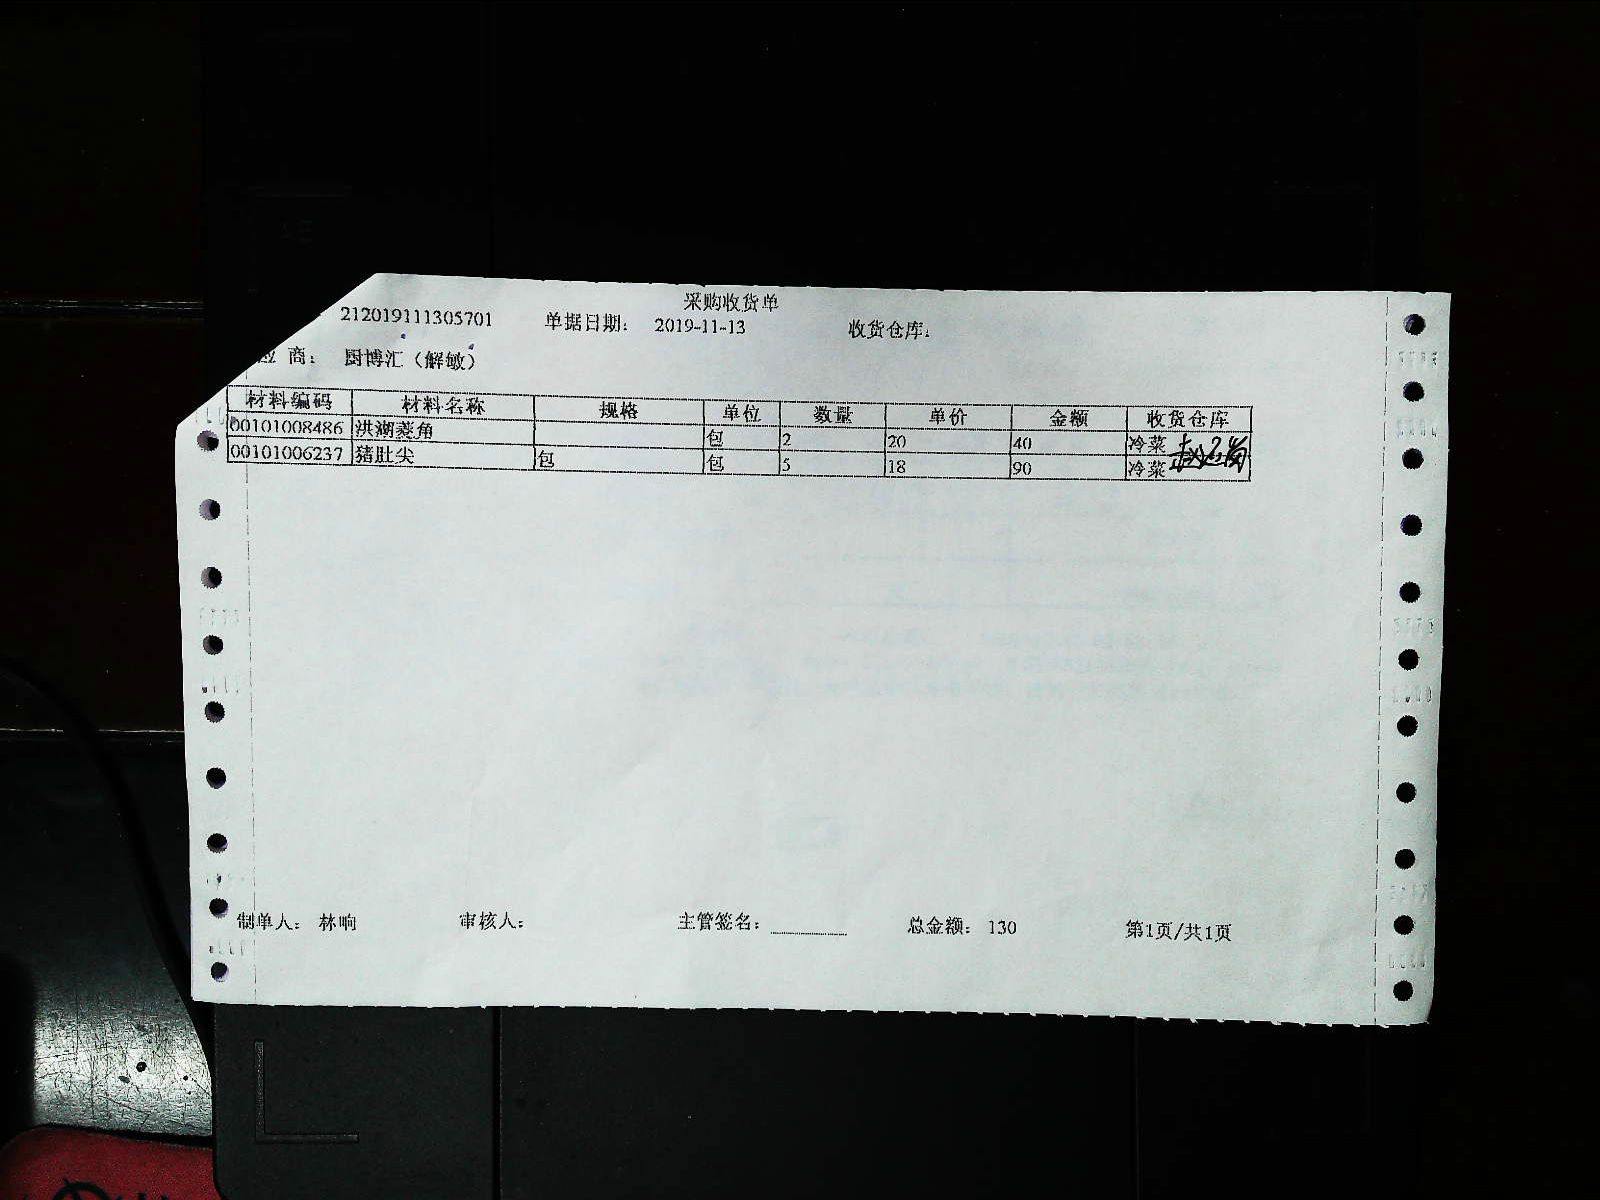 采购收货单
212019111305701 单据日期: 2019-11-13 收货仓库:
应 商: 厨博汇（解敏）
材料编码 材料名称 规格 单位 数量 单价 金额 收货仓库
00101008486 洪湖菱角 包 2 20 40 冷菜
00101006237 猪肚尖 包 包 5 18 90 冷菜
制单人: 林响 审核人: 主管签名: 总金额: 130 第1页/共1页